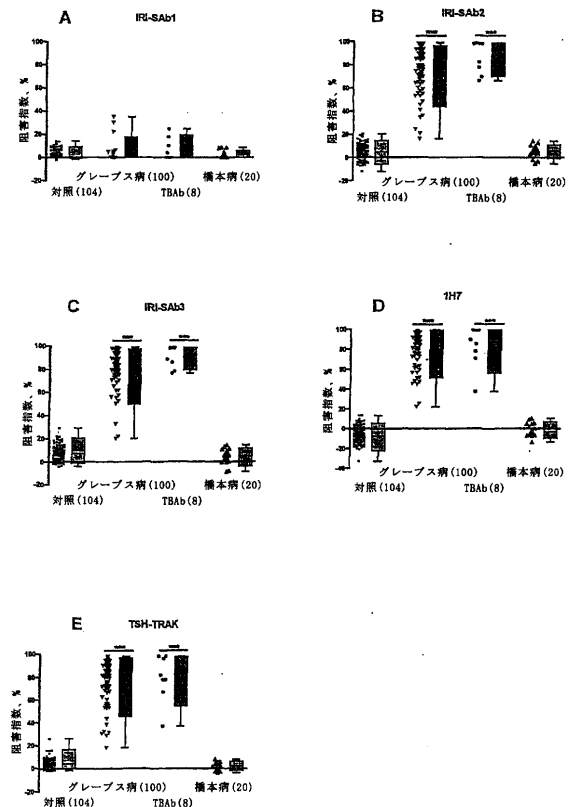 A
IRI-SAb1
阻害指数、%
100
80
60
40
20
0
-20
グレーブス病(100) 橋本病(20)
対照(104) TBAb(8)
B
IRI-SAb2
阻害指数、%
100
80
60
40
20
0
-20
***
***
グレーブス病(100) 橋本病(20)
対照(104) TBAb(8)
C
IRI-SAb3
阻害指数、%
100
80
60
40
20
0
-20
***
***
グレーブス病(100) 橋本病(20)
対照(104) TBAb(8)
D
1H7
阻害指数、%
100
80
60
40
20
0
-20
-40
***
***
グレーブス病(100) 橋本病(20)
対照(104) TBAb(8)
E
TSH-TRAK
阻害指数、%
100
80
60
40
20
0
-20
***
***
グレーブス病(100) 橋本病(20)
対照(104) TBAb(8)